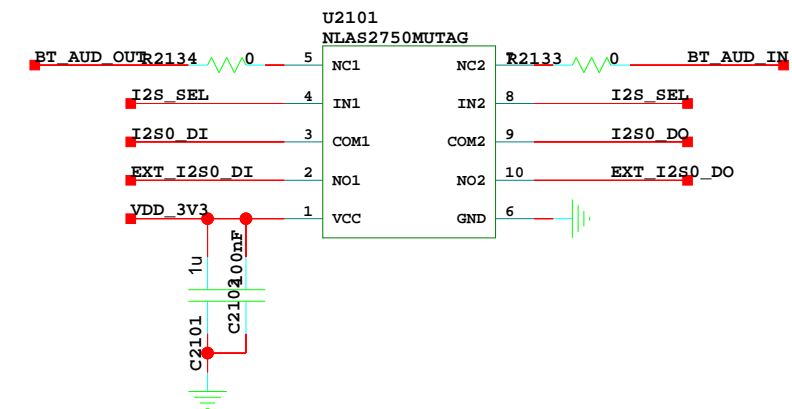 U2101
NLAS2750MUTAG
BT_AUD_OUT R2134 0 5 NC1 NC2 7 R2133 0 BT_AUD_IN
I2S_SEL 4 IN1 IN2 8 I2S_SEL
I2S0_DI 3 COM1 COM2 9 I2S0_DO
EXT_I2S0_DI 2 NO1 NO2 10 EXT_I2S0_DO
VDD_3V3 1 VCC GND 6
1u
100nF
C2101
C2102